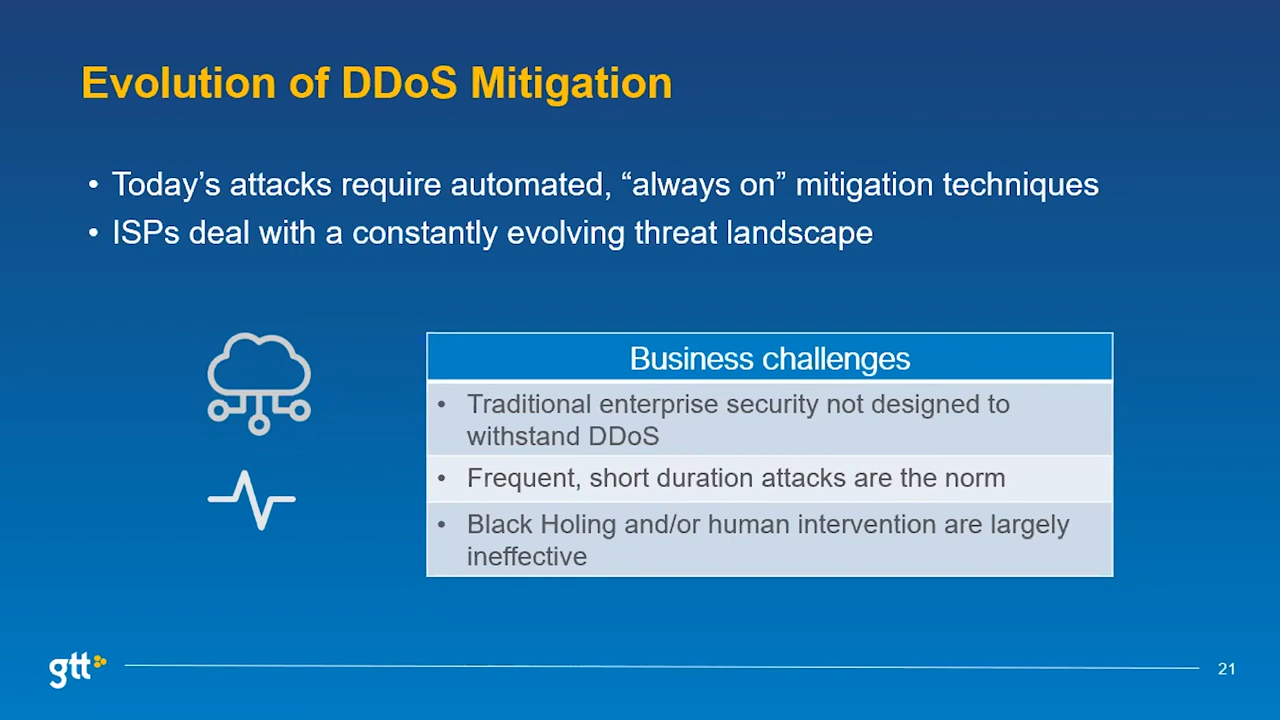 Evolution of DDoS Mitigation
• Today’s attacks require automated, “always on” mitigation techniques
• ISPs deal with a constantly evolving threat landscape
Business challenges
• Traditional enterprise security not designed to
withstand DDoS
• Frequent, short duration attacks are the norm
• Black Holing and/or human intervention are largely
ineffective
gtt
21